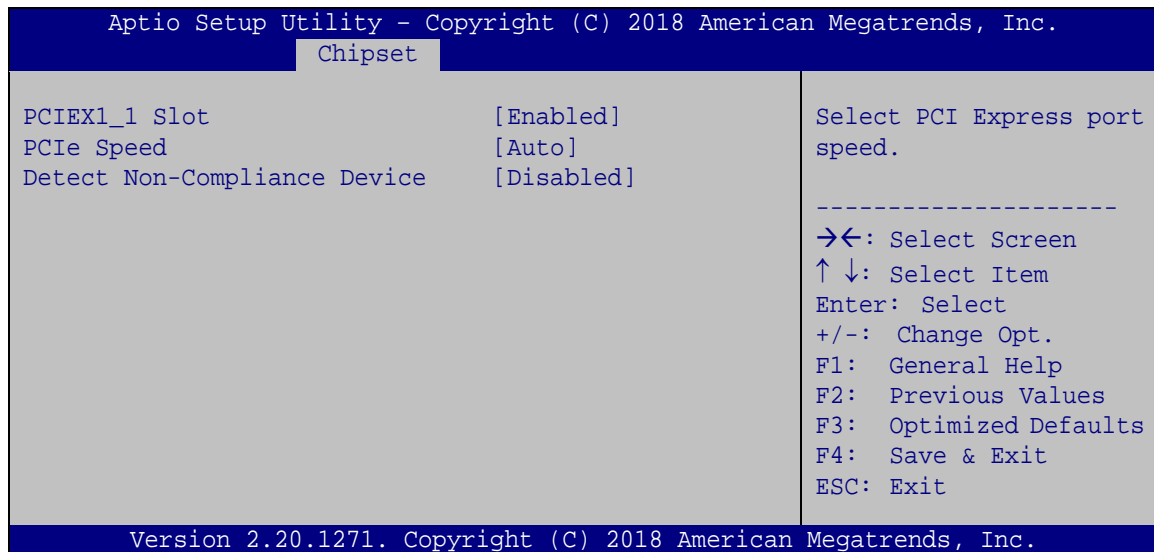 Aptio Setup Utility – Copyright (C) 2018 American Megatrends, Inc.
Chipset
PCIEX1_1 Slot [Enabled]
PCIe Speed [Auto]
Detect Non-Compliance Device [Disabled]
Select PCI Express port
speed.
---------------------
→←: Select Screen
↑ ↓: Select Item
Enter: Select
+/-: Change Opt.
F1: General Help
F2: Previous Values
F3: Optimized Defaults
F4: Save & Exit
ESC: Exit
Version 2.20.1271. Copyright (C) 2018 American Megatrends, Inc.